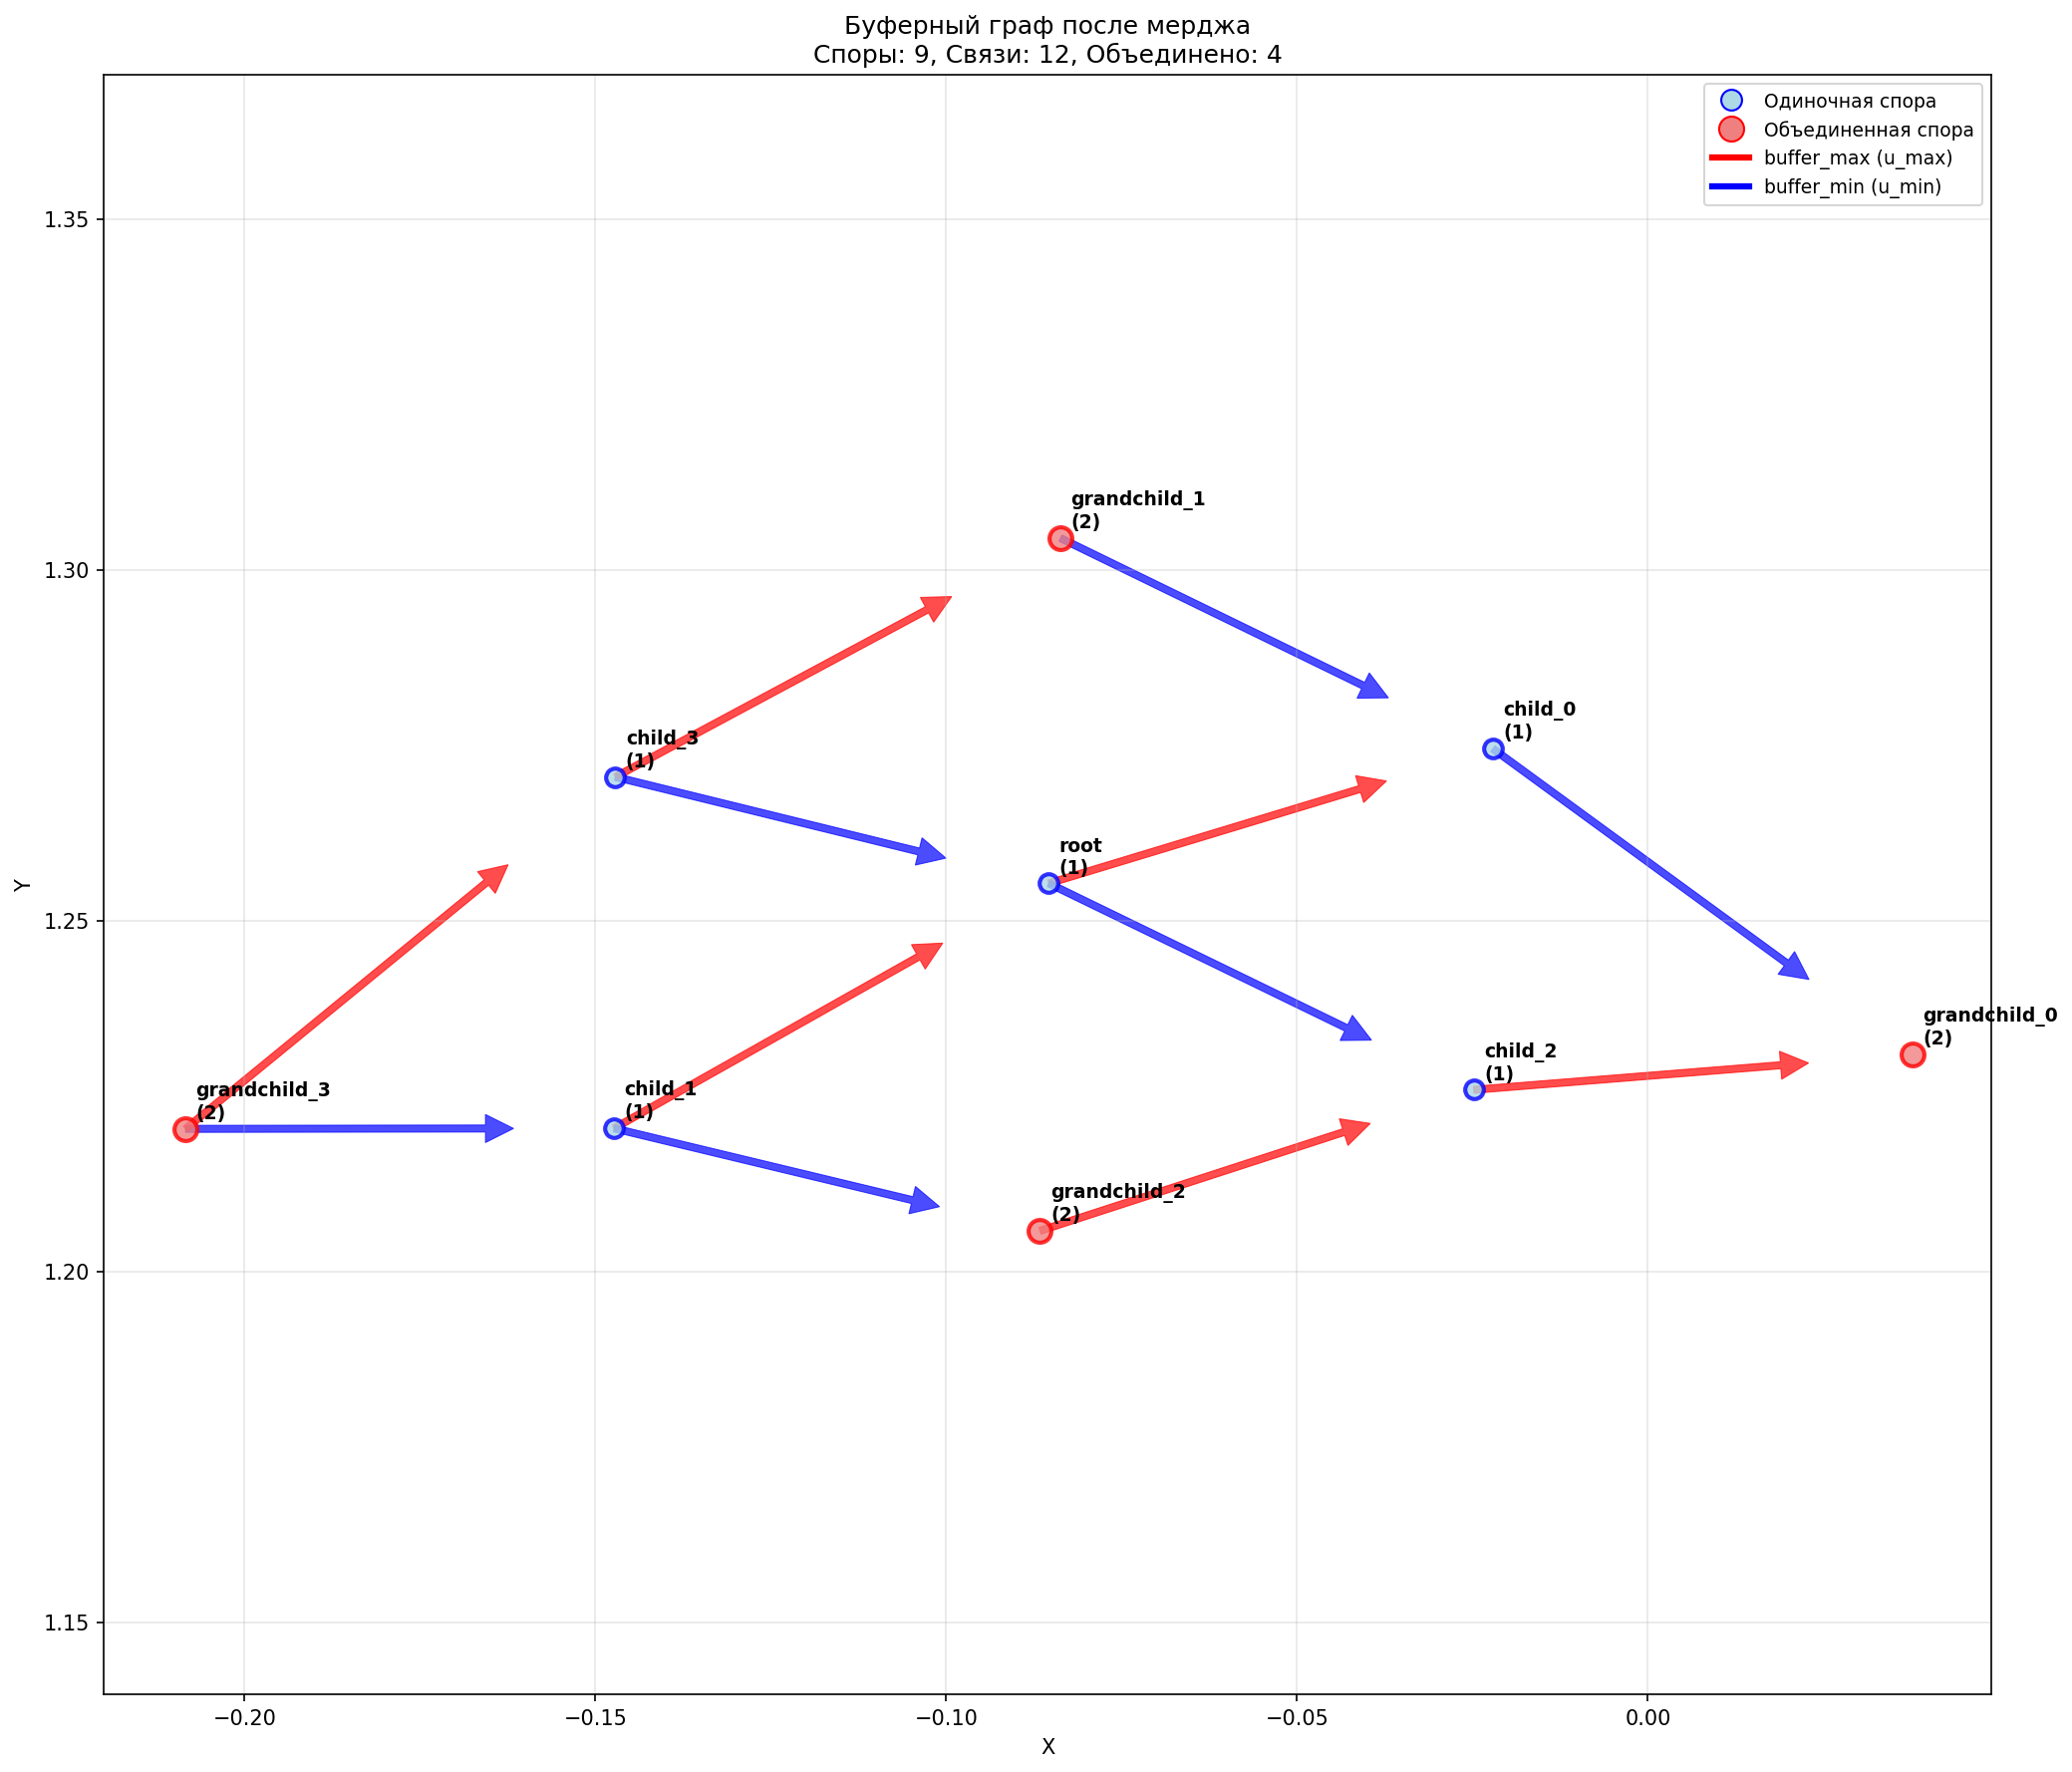 Буферный граф после мерджа
Споры: 9, Связи: 12, Объединено: 4
Одиночная спора
Объединенная спора
buffer_max (u_max)
buffer_min (u_min)
1.35
1.30
1.25
1.20
1.15
Y
grandchild_1
(2)
child_0
(1)
child_3
(1)
root
(1)
grandchild_0
(2)
child_2
(1)
grandchild_3
(2)
child_1
(1)
grandchild_2
(2)
−0.20
−0.15
−0.10
−0.05
0.00
X